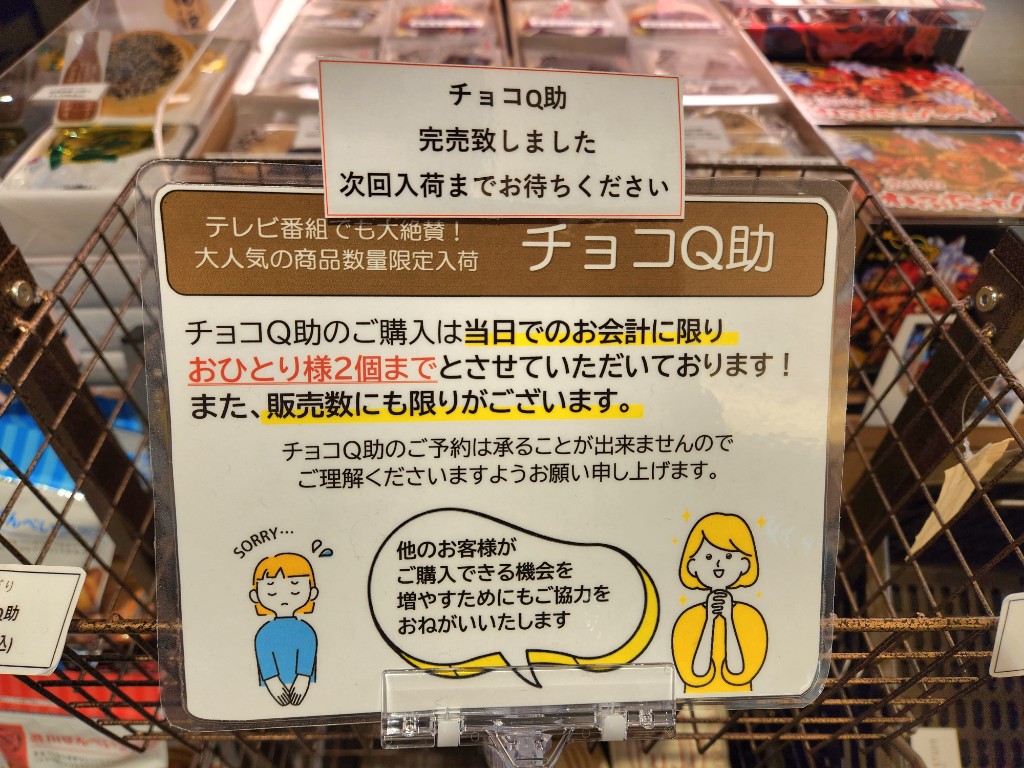 チョコQ助
完売致しました
次回入荷までお待ちください
テレビ番組でも大絶賛！
大人気の商品数量限定入荷
チョコQ助
チョコQ助のご購入は当日でのお会計に限り
おひとり様2個までとさせていただいております！
また、販売数にも限りがございます。
チョコQ助のご予約は承ることが出来ませんので
ご理解くださいますようお願い申し上げます。
SORRY…
他のお客様が
ご購入できる機会を
増やすためにもご協力を
おねがいいたします